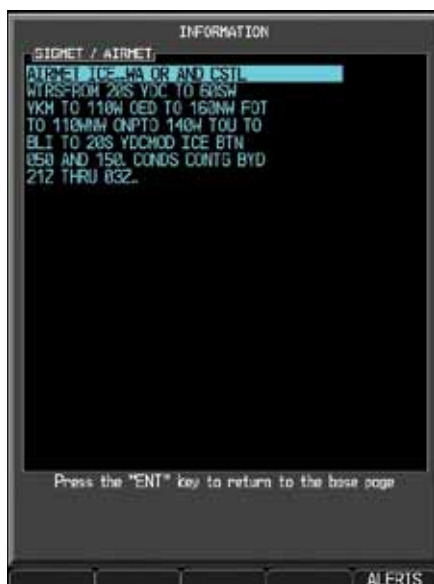 INFORMATION
SIGMET / AIRMET
AIRMET ICE..WA OR AND CSTL
WTRSFROM 20S YDC TO 60SW
YKM TO 110W OED TO 160NW FOT
TO 110WNW ONPTO 140W TOU TO
BLI TO 20S YDCMOD ICE BTN
050 AND 150. CONDS CONTG BYD
21Z THRU 03Z..
Press the "ENT" key to return to the base page
ALERTS